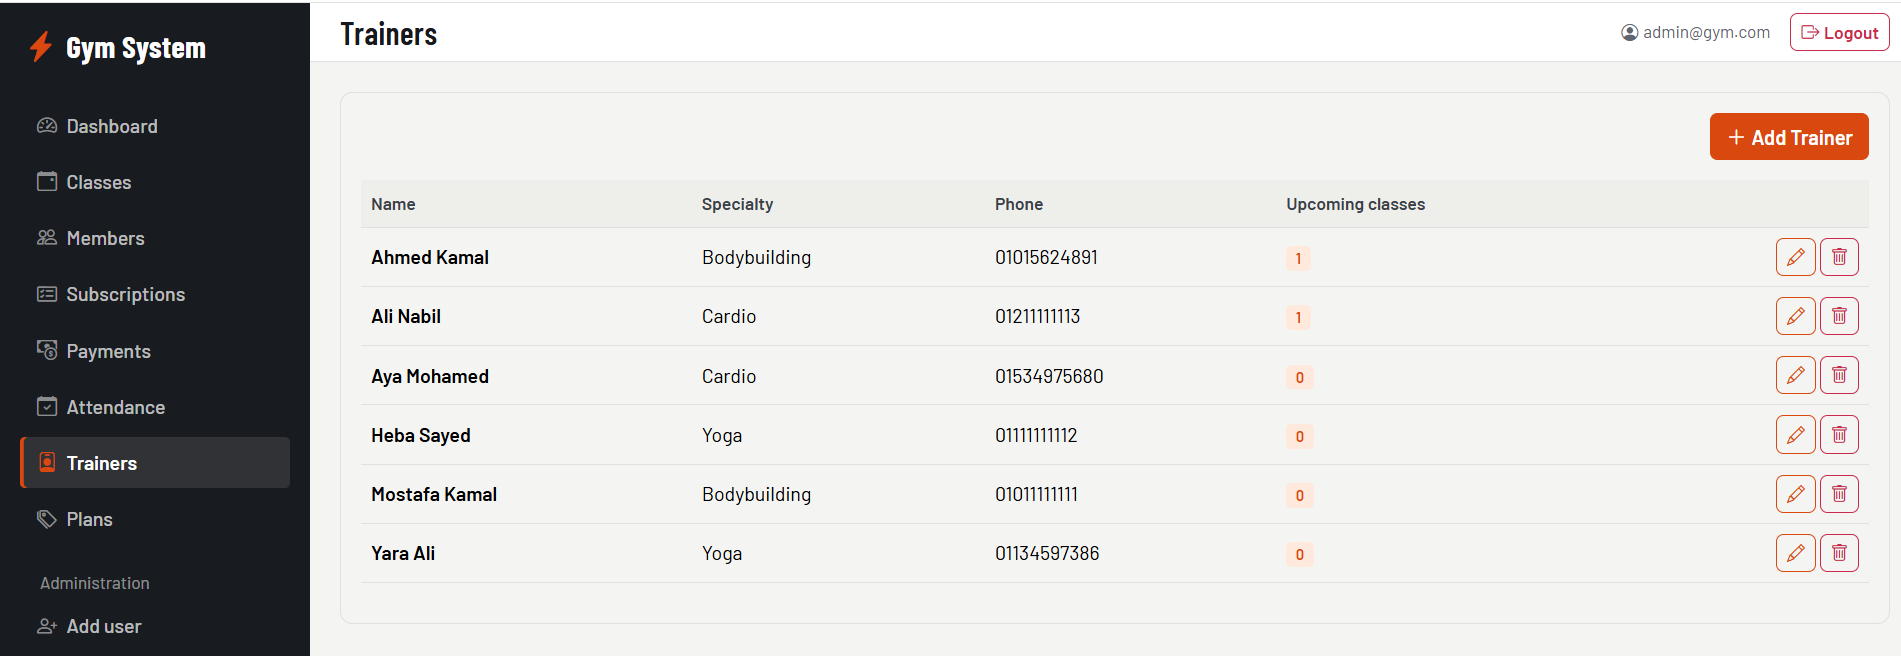 Gym System
Dashboard
Classes
Members
Subscriptions
Payments
Attendance
Trainers
Plans
Administration
Add user
Trainers
admin@gym.com
Logout
+ Add Trainer
Name Specialty Phone Upcoming classes
Ahmed Kamal Bodybuilding 01015624891 1
Ali Nabil Cardio 01211111113 1
Aya Mohamed Cardio 01534975680 0
Heba Sayed Yoga 01111111112 0
Mostafa Kamal Bodybuilding 01011111111 0
Yara Ali Yoga 01134597386 0